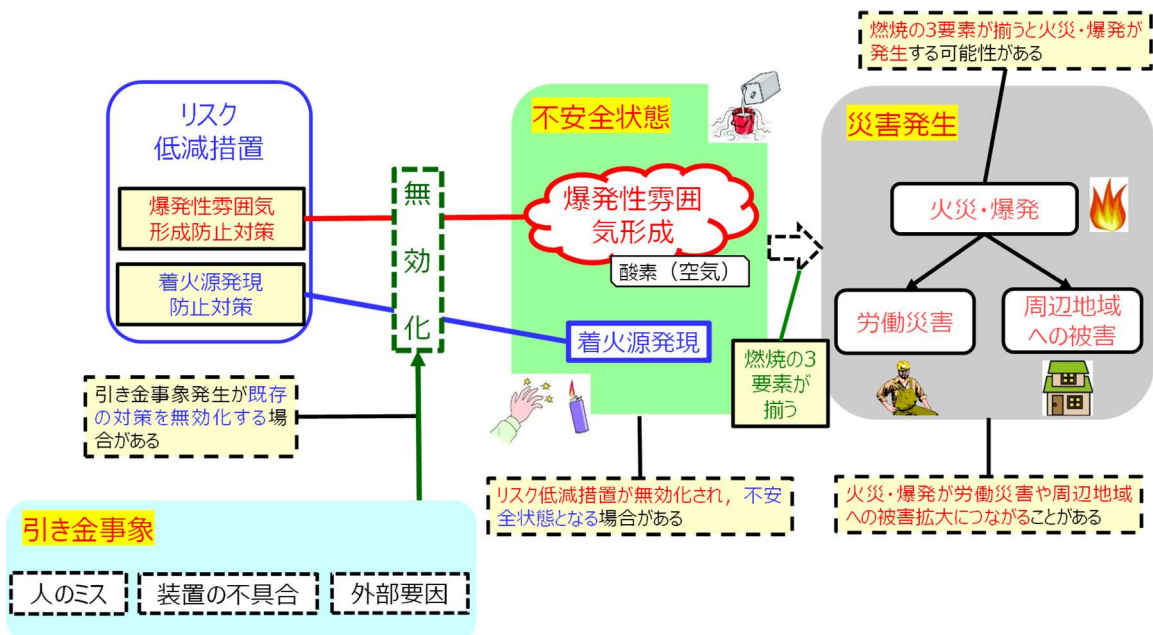 燃焼の3要素が揃うと火災・爆発が
発生する可能性がある
リスク
低減措置
爆発性雰囲気
形成防止対策
着火源発現
防止対策
無
効
化
不安全状態
爆発性雰囲
気形成
酸素（空気）
着火源発現
燃焼の3
要素が
揃う
災害発生
火災・爆発
労働災害
周辺地域
への被害
引き金事象発生が既存
の対策を無効化する場
合がある
リスク低減措置が無効化され，不安
全状態となる場合がある
火災・爆発が労働災害や周辺地域
への被害拡大につながることがある
引き金事象
人のミス
装置の不具合
外部要因